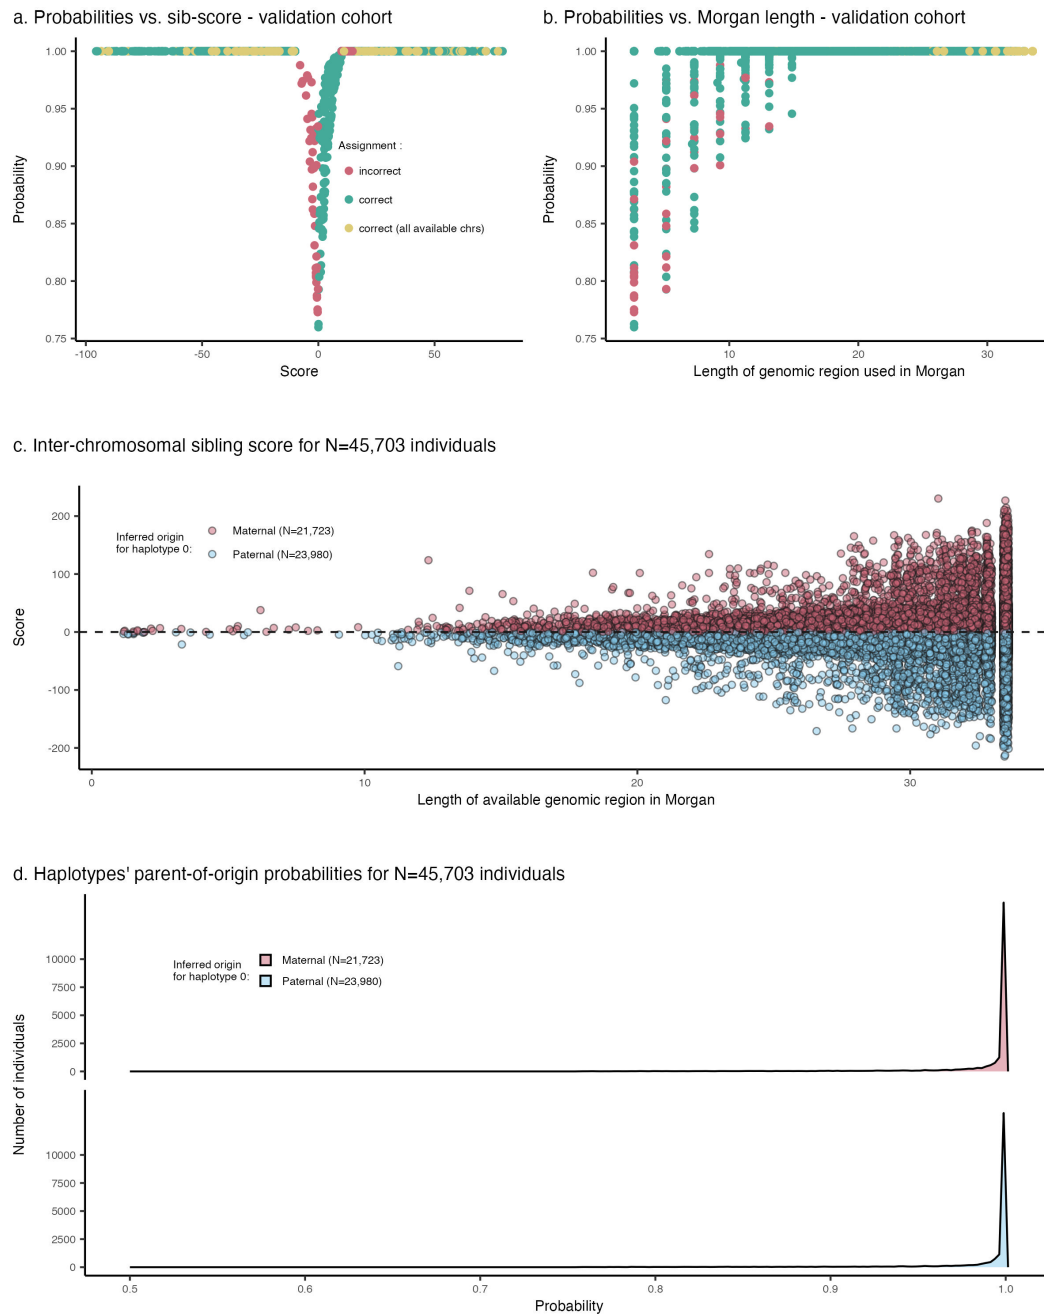 a. Probabilities vs. sib-score - validation cohort
1.00
0.95
0.90
0.85
0.80
0.75
Probability
-100
-50
0
50
Score
Assignment :
incorrect
correct
correct (all available chrs)
b. Probabilities vs. Morgan length - validation cohort
1.00
0.95
0.90
0.85
0.80
0.75
Probability
10
20
30
Length of genomic region used in Morgan
c. Inter-chromosomal sibling score for N=45,703 individuals
200
100
0
-100
-200
Score
Inferred origin
for haplotype 0:
Maternal (N=21,723)
Paternal (N=23,980)
0
10
20
30
Length of available genomic region in Morgan
d. Haplotypes' parent-of-origin probabilities for N=45,703 individuals
Inferred origin
for haplotype 0:
Maternal (N=21,723)
Paternal (N=23,980)
10000
7500
5000
2500
0
Number of individuals
10000
7500
5000
2500
0
0.5
0.6
0.7
0.8
0.9
1.0
Probability